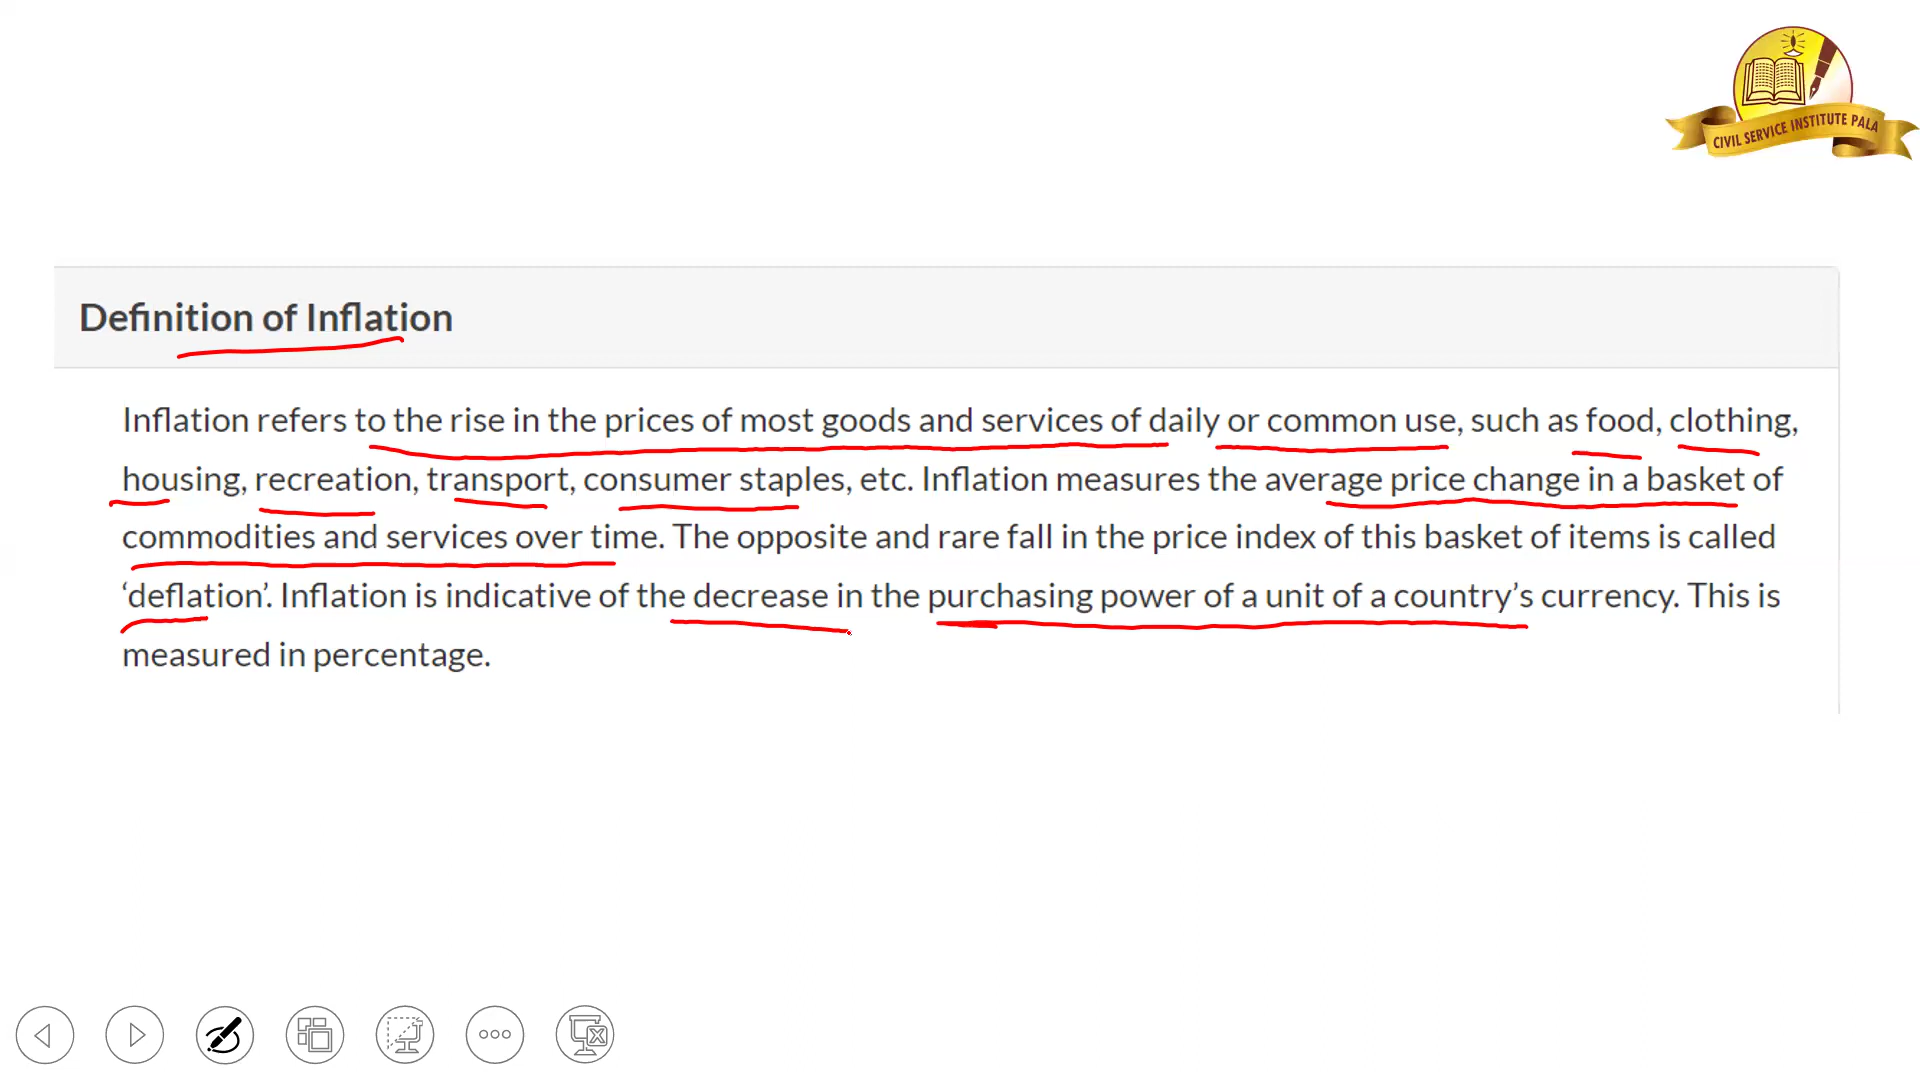 CIVIL SERVICE INSTITUTE PALA
Definition of Inflation
Inflation refers to the rise in the prices of most goods and services of daily or common use, such as food, clothing,
housing, recreation, transport, consumer staples, etc. Inflation measures the average price change in a basket of
commodities and services over time. The opposite and rare fall in the price index of this basket of items is called
‘deflation’. Inflation is indicative of the decrease in the purchasing power of a unit of a country’s currency. This is
measured in percentage.